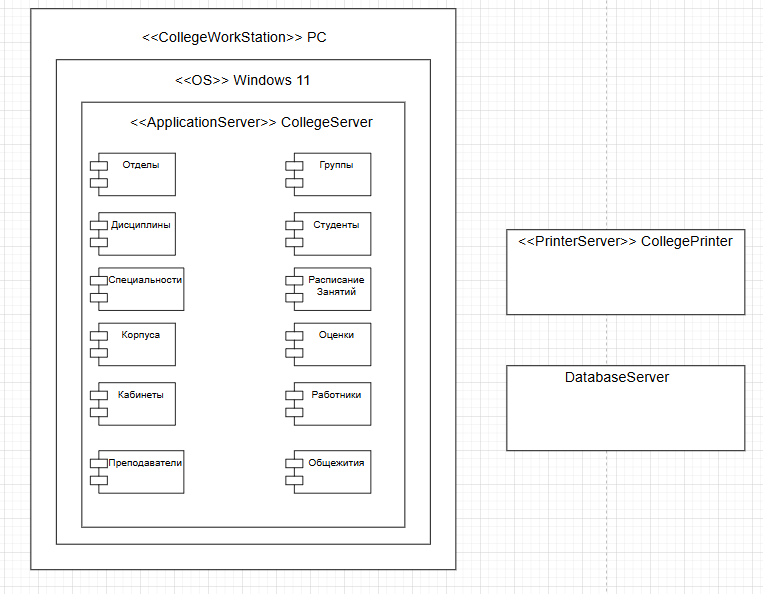 <<CollegeWorkStation>> PC
<<OS>> Windows 11
<<ApplicationServer>> CollegeServer
Отделы
Группы
Дисциплины
Студенты
Специальности
Расписание
Занятий
Корпуса
Оценки
Кабинеты
Работники
Преподаватели
Общежития
<<PrinterServer>> CollegePrinter
DatabaseServer